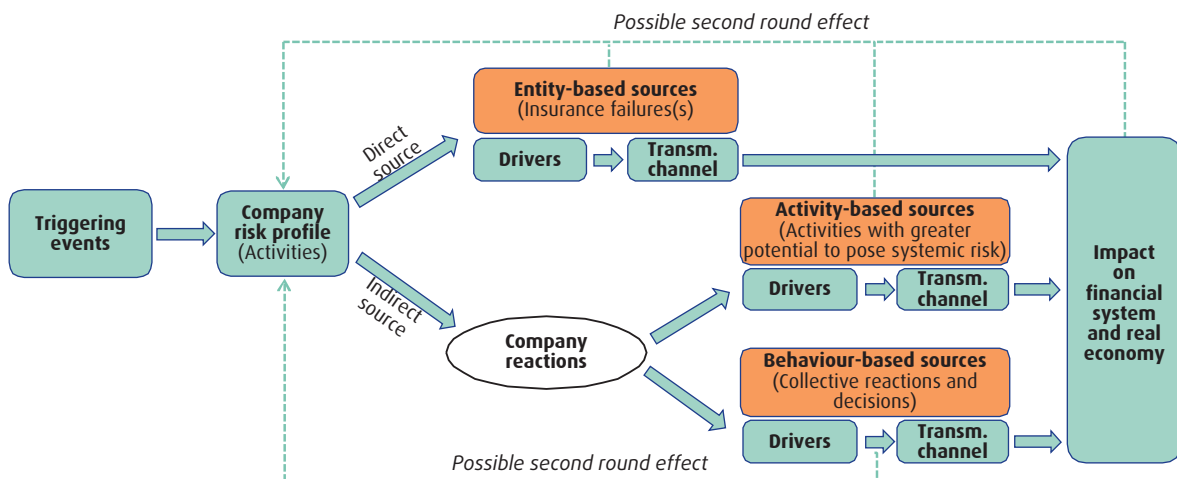 Possible second round effect
Entity-based sources
(Insurance failures(s)
Direct
source
Drivers
Transm.
channel
Triggering
events
Company
risk profile
(Activities)
Activity-based sources
(Activities with greater
potential to pose systemic risk)
Drivers
Transm.
channel
Impact
on
financial
system
and real
economy
Indirect
source
Company
reactions
Behaviour-based sources
(Collective reactions and
decisions)
Drivers
Transm.
channel
Possible second round effect